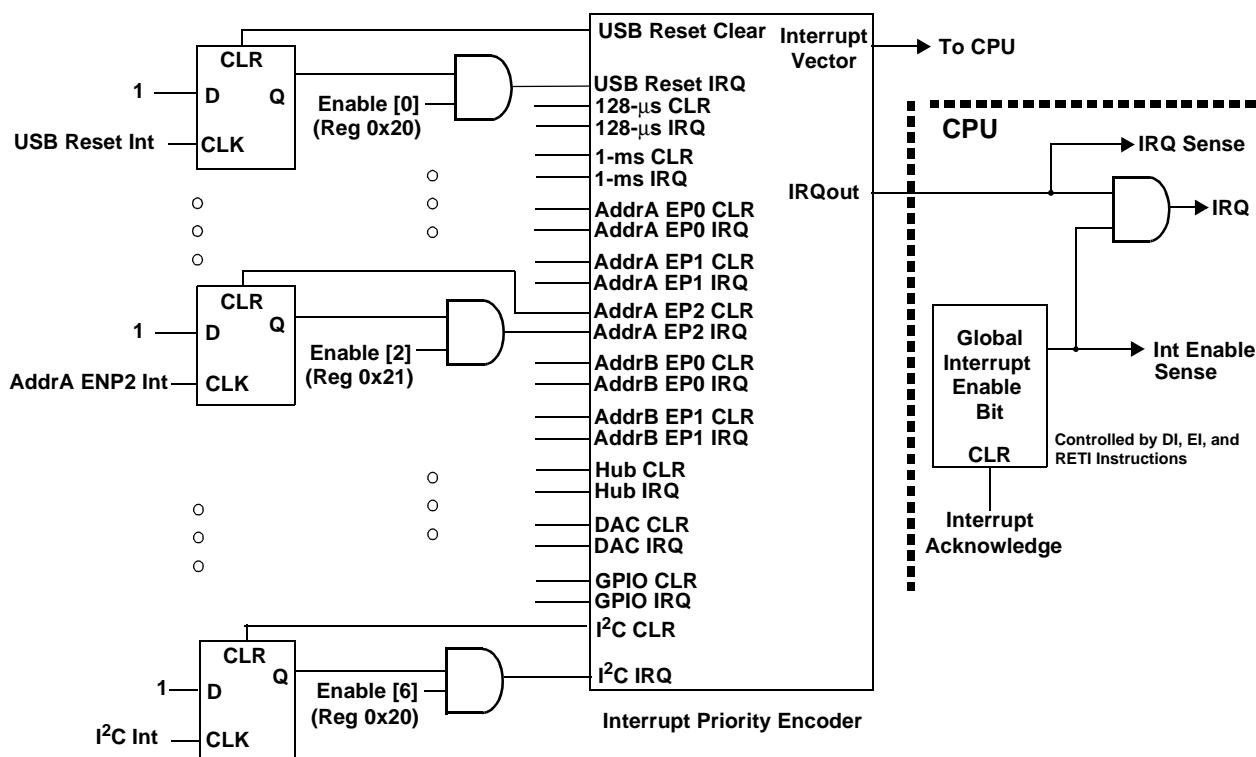 CLR
1
D
Q
USB Reset Int
CLK
Enable [0]
(Reg 0x20)
CLR
1
D
Q
AddrA ENP2 Int
CLK
Enable [2]
(Reg 0x21)
CLR
1
D
Q
I²C Int
CLK
Enable [6]
(Reg 0x20)
USB Reset Clear
USB Reset IRQ
128-μs CLR
128-μs IRQ
1-ms CLR
1-ms IRQ
AddrA EP0 CLR
AddrA EP0 IRQ
AddrA EP1 CLR
AddrA EP1 IRQ
AddrA EP2 CLR
AddrA EP2 IRQ
AddrB EP0 CLR
AddrB EP0 IRQ
AddrB EP1 CLR
AddrB EP1 IRQ
Hub CLR
Hub IRQ
DAC CLR
DAC IRQ
GPIO CLR
GPIO IRQ
I²C CLR
I²C IRQ
Interrupt
Vector
IRQout
Interrupt Priority Encoder
To CPU
CPU
IRQ Sense
IRQ
Global
Interrupt
Enable
Bit
CLR
Int Enable
Sense
Controlled by DI, EI, and
RETI Instructions
Interrupt
Acknowledge